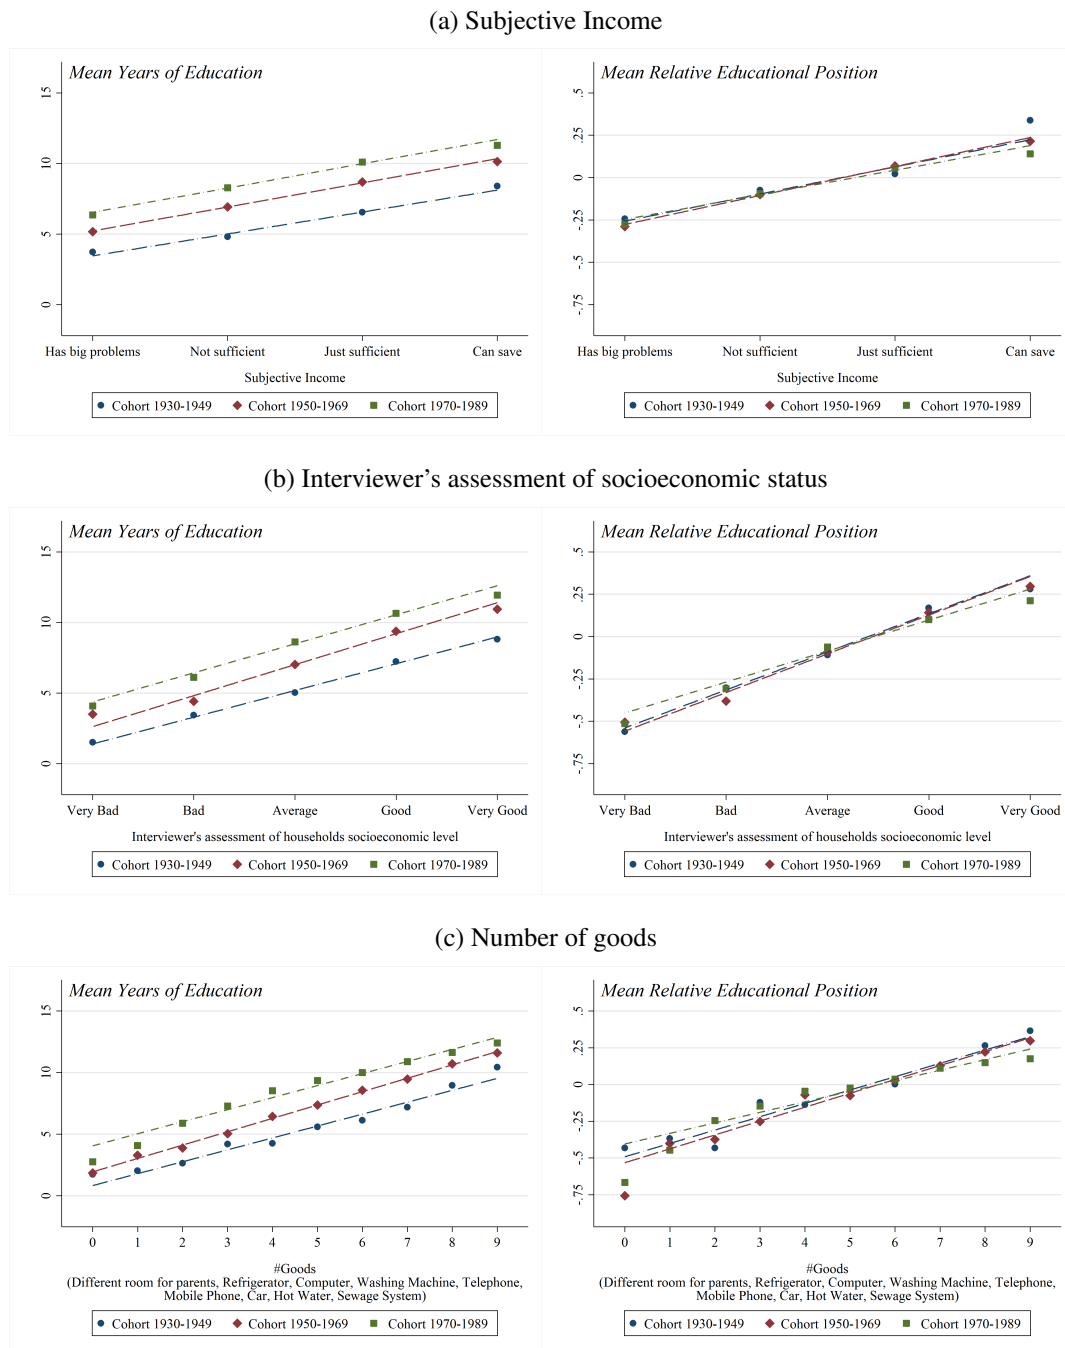 (a) Subjective Income
Mean Years of Education
15
10
5
0
Has big problems Not sufficient Just sufficient Can save
Subjective Income
Cohort 1930-1949 Cohort 1950-1969 Cohort 1970-1989
Mean Relative Educational Position
.5
.25
0
-.25
-.5
-.75
Has big problems Not sufficient Just sufficient Can save
Subjective Income
Cohort 1930-1949 Cohort 1950-1969 Cohort 1970-1989
(b) Interviewer's assessment of socioeconomic status
Mean Years of Education
15
10
5
0
Very Bad Bad Average Good Very Good
Interviewer's assessment of households socioeconomic level
Cohort 1930-1949 Cohort 1950-1969 Cohort 1970-1989
Mean Relative Educational Position
.5
.25
0
-.25
-.5
-.75
Very Bad Bad Average Good Very Good
Interviewer's assessment of households socioeconomic level
Cohort 1930-1949 Cohort 1950-1969 Cohort 1970-1989
(c) Number of goods
Mean Years of Education
15
10
5
0
0 1 2 3 4 5 6 7 8 9
#Goods
(Different room for parents, Refrigerator, Computer, Washing Machine, Telephone,
Mobile Phone, Car, Hot Water, Sewage System)
Cohort 1930-1949 Cohort 1950-1969 Cohort 1970-1989
Mean Relative Educational Position
.5
.25
0
-.25
-.5
-.75
0 1 2 3 4 5 6 7 8 9
#Goods
(Different room for parents, Refrigerator, Computer, Washing Machine, Telephone,
Mobile Phone, Car, Hot Water, Sewage System)
Cohort 1930-1949 Cohort 1950-1969 Cohort 1970-1989